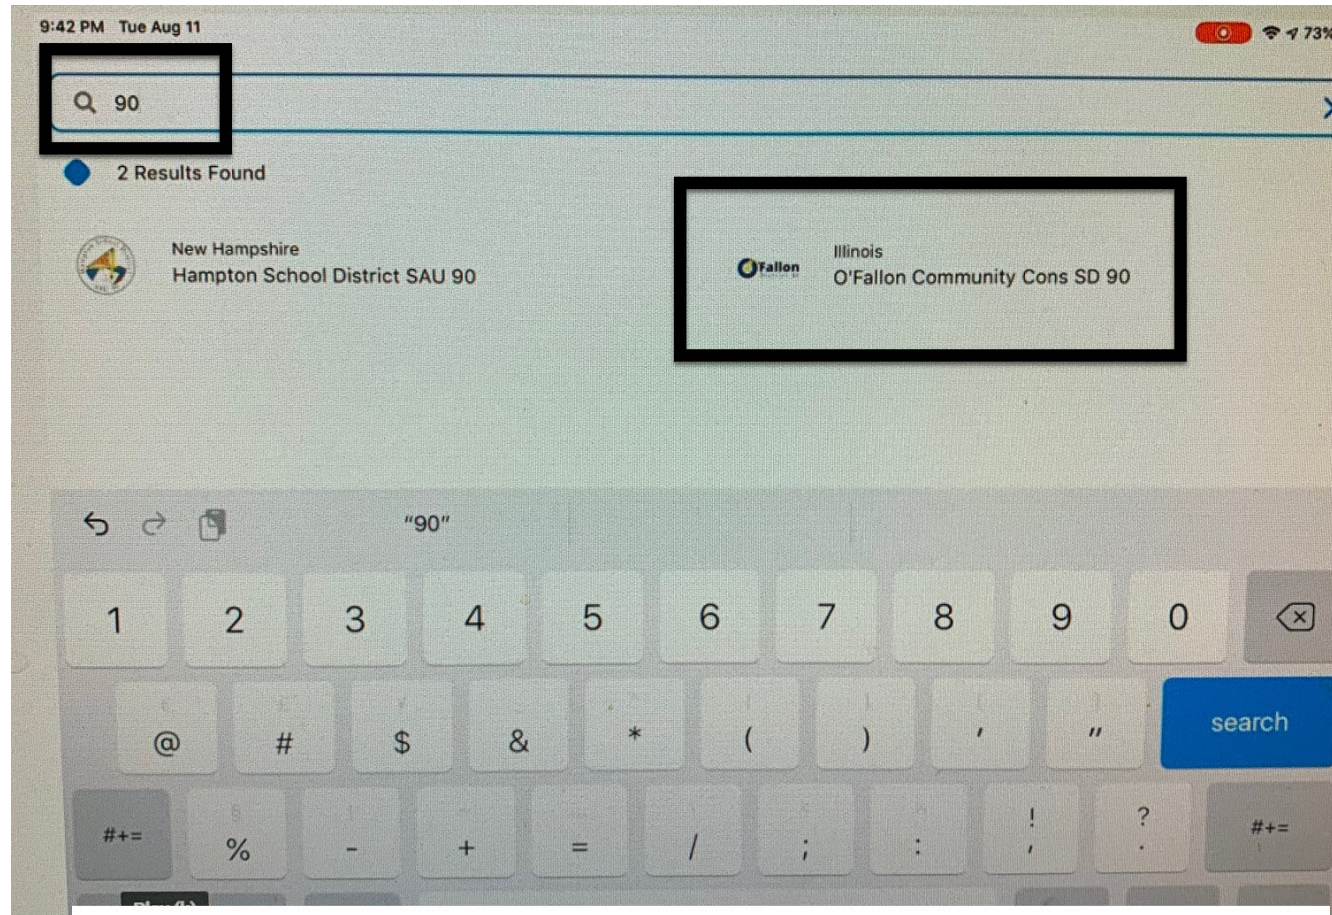 9:42 PM Tue Aug 11
73%
90
2 Results Found
New Hampshire
Hampton School District SAU 90
O'Fallon
Illinois
O'Fallon Community Cons SD 90
"90"
1 2 3 4 5 6 7 8 9 0
@ # $ & * ( ) ' "
search
#+= % - + = / ; : ! , ? . #+=